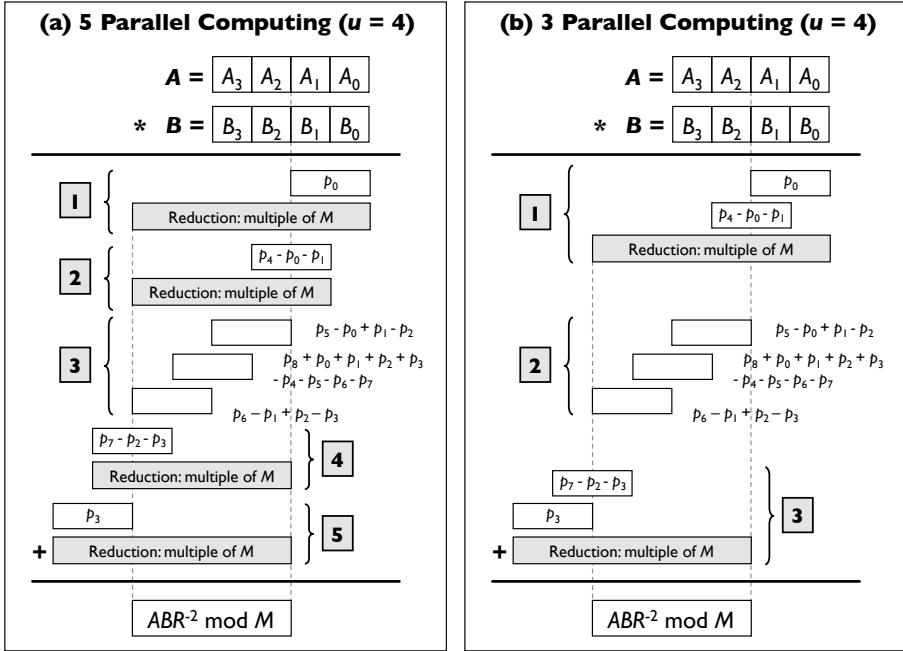 (a) 5 Parallel Computing (u = 4)
A = A3 A2 A1 A0
* B = B3 B2 B1 B0
1
p0
Reduction: multiple of M
2
p4 - p0 - p1
Reduction: multiple of M
3
p5 - p0 + p1 - p2
p8 + p0 + p1 + p2 + p3
- p4 - p5 - p6 - p7
p6 – p1 + p2 – p3
p7 - p2 - p3
4
Reduction: multiple of M
p3
5
+ Reduction: multiple of M
ABR-2 mod M
(b) 3 Parallel Computing (u = 4)
A = A3 A2 A1 A0
* B = B3 B2 B1 B0
1
p0
p4 - p0 - p1
Reduction: multiple of M
2
p5 - p0 + p1 - p2
p8 + p0 + p1 + p2 + p3
- p4 - p5 - p6 - p7
p6 – p1 + p2 – p3
p7 - p2 - p3
3
p3
+ Reduction: multiple of M
ABR-2 mod M